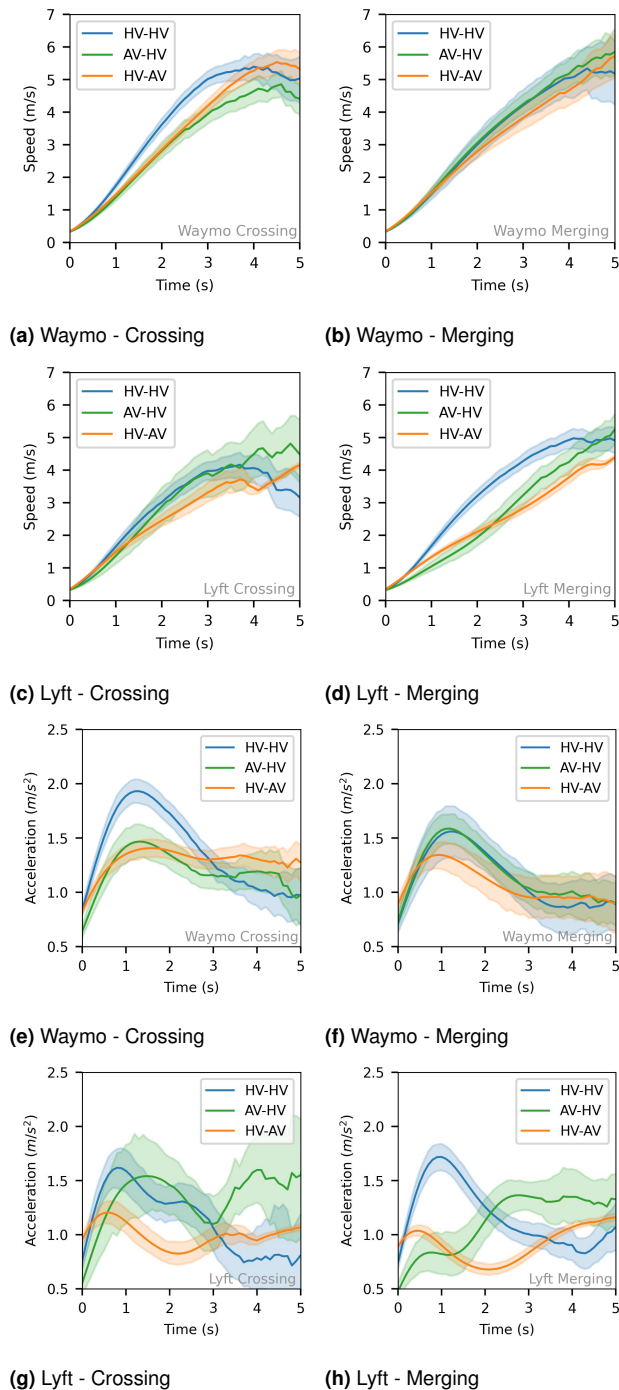 7
6
5
4
3
2
1
0
Speed (m/s)
HV-HV
AV-HV
HV-AV
Waymo Crossing
0 1 2 3 4 5
Time (s)
(a) Waymo - Crossing
7
6
5
4
3
2
1
0
Speed (m/s)
HV-HV
AV-HV
HV-AV
Waymo Merging
0 1 2 3 4 5
Time (s)
(b) Waymo - Merging
7
6
5
4
3
2
1
0
Speed (m/s)
HV-HV
AV-HV
HV-AV
Lyft Crossing
0 1 2 3 4 5
Time (s)
(c) Lyft - Crossing
7
6
5
4
3
2
1
0
Speed (m/s)
HV-HV
AV-HV
HV-AV
Lyft Merging
0 1 2 3 4 5
Time (s)
(d) Lyft - Merging
2.5
2.0
1.5
1.0
0.5
Acceleration (m/s²)
HV-HV
AV-HV
HV-AV
Waymo Crossing
0 1 2 3 4 5
Time (s)
(e) Waymo - Crossing
2.5
2.0
1.5
1.0
0.5
Acceleration (m/s²)
HV-HV
AV-HV
HV-AV
Waymo Merging
0 1 2 3 4 5
Time (s)
(f) Waymo - Merging
2.5
2.0
1.5
1.0
0.5
Acceleration (m/s²)
HV-HV
AV-HV
HV-AV
Lyft Crossing
0 1 2 3 4 5
Time (s)
(g) Lyft - Crossing
2.5
2.0
1.5
1.0
0.5
Acceleration (m/s²)
HV-HV
AV-HV
HV-AV
Lyft Merging
0 1 2 3 4 5
Time (s)
(h) Lyft - Merging